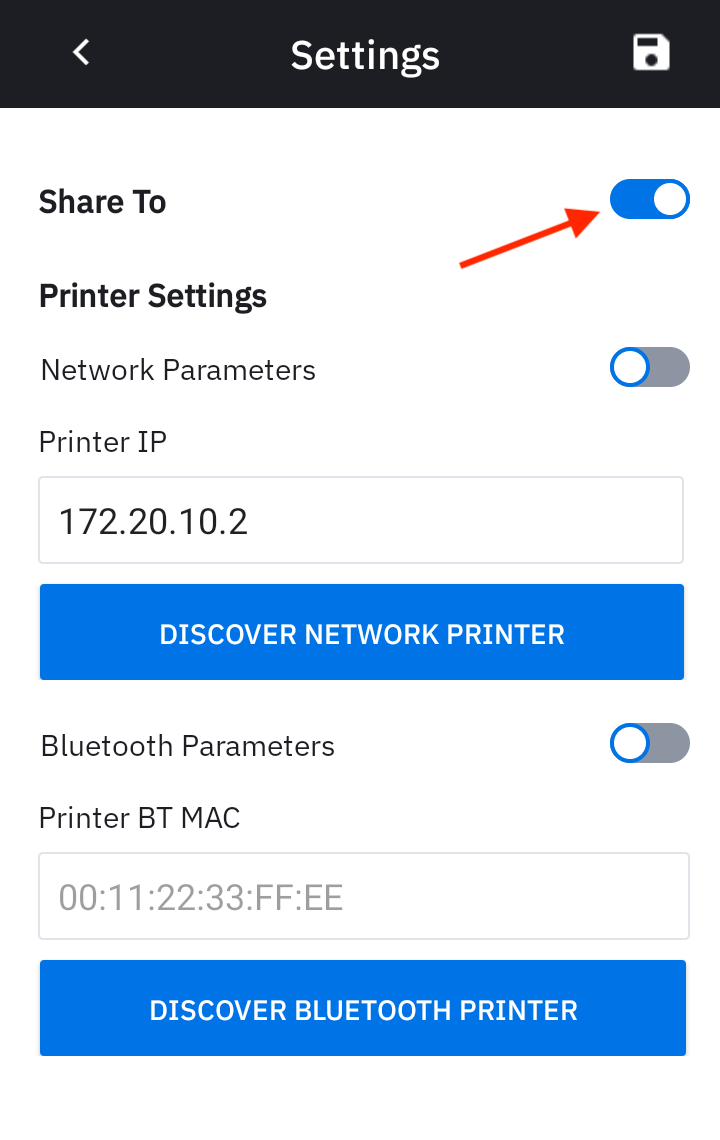 Settings
Share To
Printer Settings
Network Parameters
Printer IP
172.20.10.2
DISCOVER NETWORK PRINTER
Bluetooth Parameters
Printer BT MAC
00:11:22:33:FF:EE
DISCOVER BLUETOOTH PRINTER